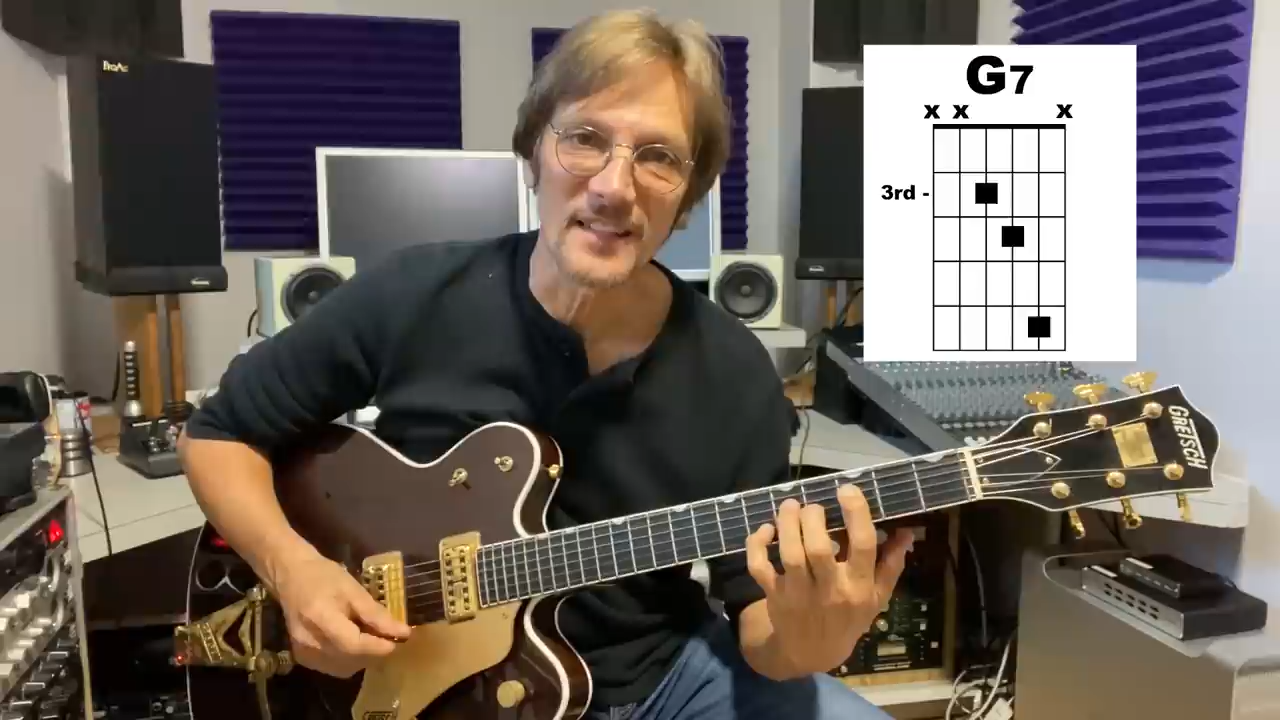 G7
x x x
3rd -
ProAc
GRETSCH